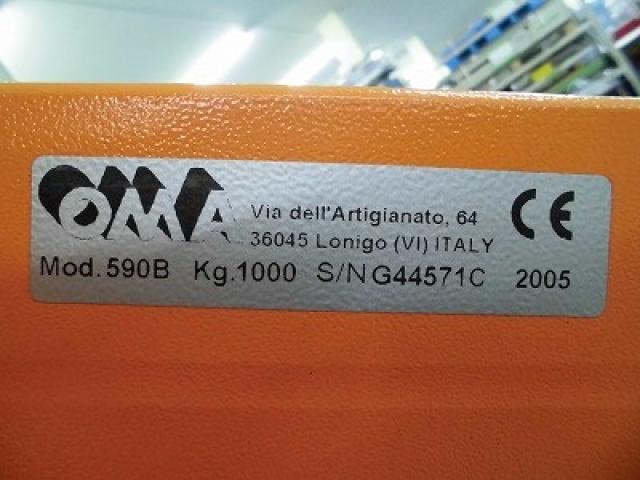 OMA
Via dell'Artigianato, 64
36045 Lonigo (VI) ITALY
CE
Mod. 590B Kg.1000 S/N G44571C 2005